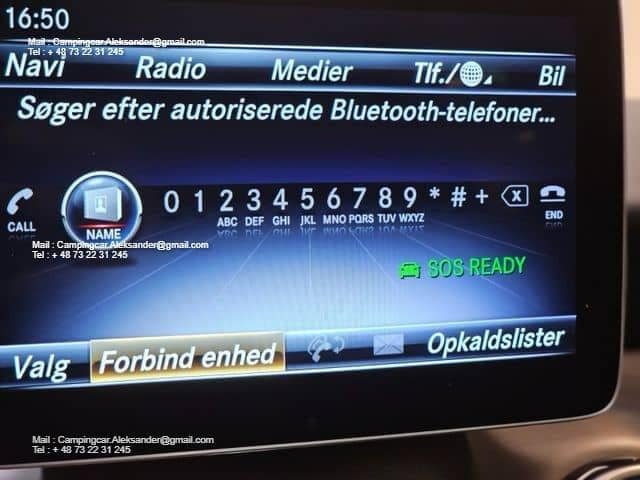 16:50
Mail : Campingcar.Aleksander@gmail.com
Tel : + 48 73 22 31 245
Navi Radio Medier Tlf./ Bil
Søger efter autoriserede Bluetooth-telefoner...
0 1 2 3 4 5 6 7 8 9 * # + X
ABC DEF GHI JKL MNO PQRS TUV WXYZ
CALL NAME END
Mail : Campingcar.Aleksander@gmail.com
Tel : + 48 73 22 31 245
SOS READY
Valg Forbind enhed Opkaldslister
Mail : Campingcar.Aleksander@gmail.com
Tel : + 48 73 22 31 245